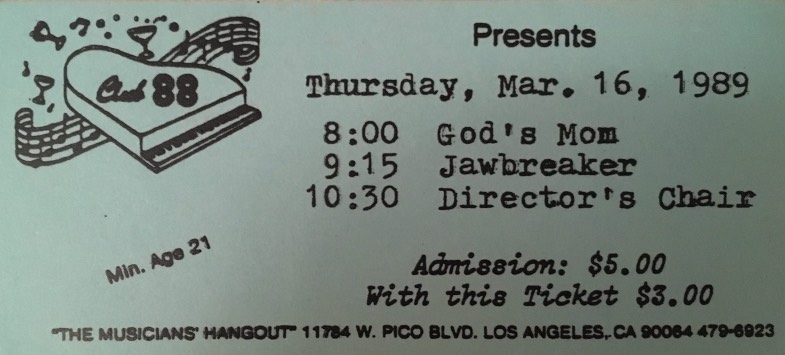 Club 88
Presents
Thursday, Mar. 16, 1989
8:00 God's Mom
9:15 Jawbreaker
10:30 Director's Chair
Min. Age 21
Admission: $5.00
With this Ticket $3.00
"THE MUSICIANS' HANGOUT" 11784 W. PICO BLVD. LOS ANGELES, CA 90064 479-6923